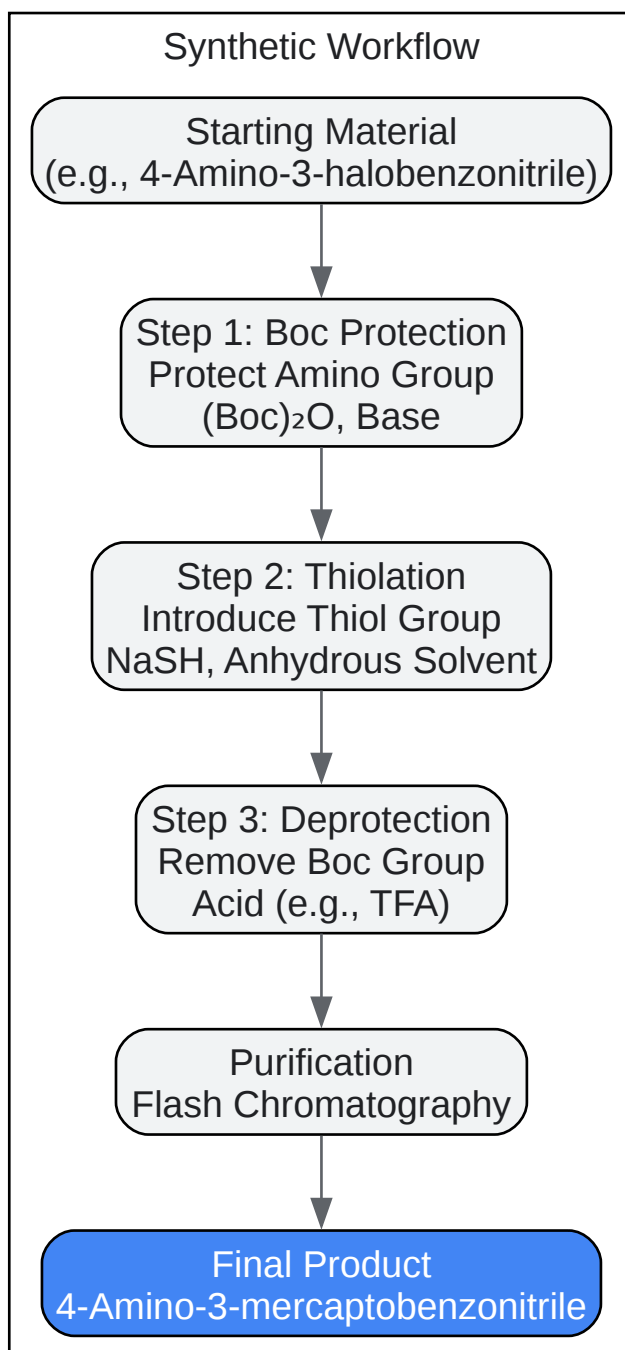 Synthetic Workflow
Starting Material
(e.g., 4-Amino-3-halobenzonitrile)
Step 1: Boc Protection
Protect Amino Group
(Boc)₂O, Base
Step 2: Thiolation
Introduce Thiol Group
NaSH, Anhydrous Solvent
Step 3: Deprotection
Remove Boc Group
Acid (e.g., TFA)
Purification
Flash Chromatography
Final Product
4-Amino-3-mercaptobenzonitrile